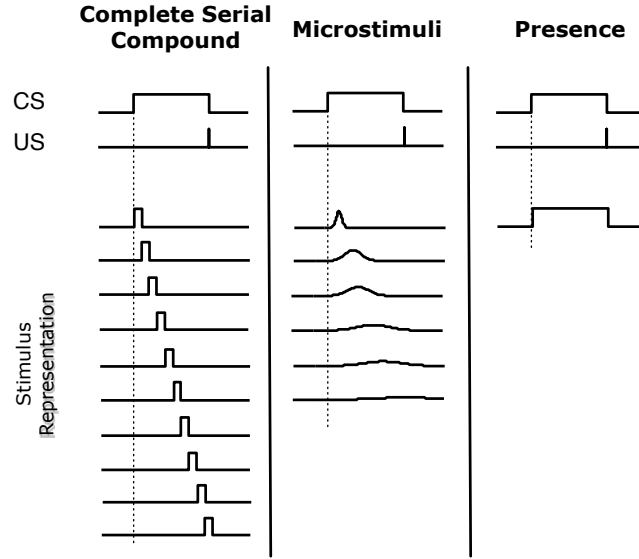 Complete Serial
Compound
Microstimuli
Presence
CS
US
Stimulus
Representation